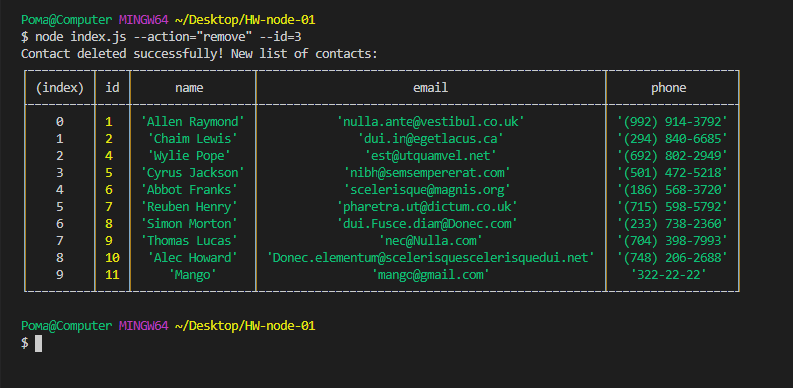 Рома@Computer MINGW64 ~/Desktop/HW-node-01
$ node index.js --action="remove" --id=3
Contact deleted successfully! New list of contacts:
(index) id name email phone
0 1 'Allen Raymond' 'nulla.ante@vestibul.co.uk' '(992) 914-3792'
1 2 'Chaim Lewis' 'dui.in@egetlacus.ca' '(294) 840-6685'
2 4 'Wylie Pope' 'est@utquamvel.net' '(692) 802-2949'
3 5 'Cyrus Jackson' 'nibh@semsempererat.com' '(501) 472-5218'
4 6 'Abbot Franks' 'scelerisque@magnis.org' '(186) 568-3720'
5 7 'Reuben Henry' 'pharetra.ut@dictum.co.uk' '(715) 598-5792'
6 8 'Simon Morton' 'dui.Fusce.diam@Donec.com' '(233) 738-2360'
7 9 'Thomas Lucas' 'nec@Nulla.com' '(704) 398-7993'
8 10 'Alec Howard' 'Donec.elementum@scelerisquescelerisquedui.net' '(748) 206-2688'
9 11 'Mango' 'mango@gmail.com' '322-22-22'
Рома@Computer MINGW64 ~/Desktop/HW-node-01
$